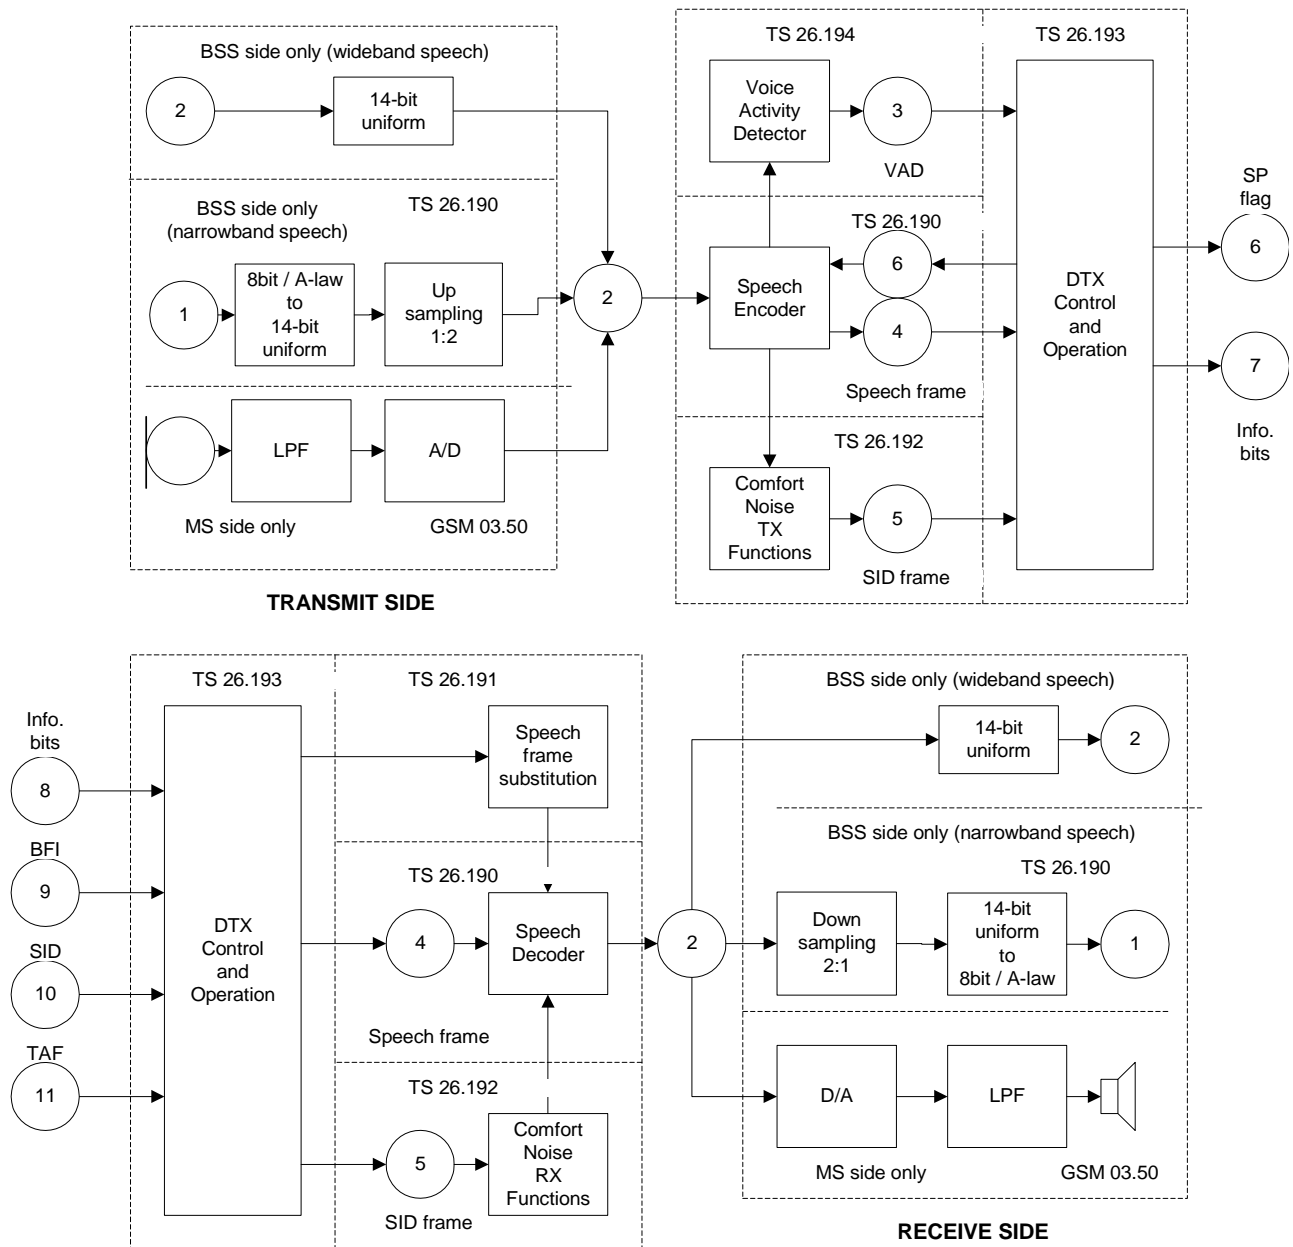 BSS side only (wideband speech)
2
14-bit
uniform
TS 26.194
TS 26.193
Voice
Activity
Detector
3
VAD
BSS side only
(narrowband speech)
TS 26.190
1
8bit / A-law
to
14-bit
uniform
Up
sampling
1:2
2
TS 26.190
Speech
Encoder
6
4
Speech frame
DTX
Control
and
Operation
SP
flag
6
7
Info.
bits
LPF
A/D
MS side only
GSM 03.50
TS 26.192
Comfort
Noise
TX
Functions
5
SID frame
TRANSMIT SIDE
TS 26.193
TS 26.191
Info.
bits
8
BFI
9
SID
10
TAF
11
DTX
Control
and
Operation
Speech
frame
substitution
TS 26.190
4
Speech
Decoder
Speech frame
TS 26.192
5
SID frame
Comfort
Noise
RX
Functions
2
BSS side only (wideband speech)
14-bit
uniform
2
BSS side only (narrowband speech)
TS 26.190
Down
sampling
2:1
14-bit
uniform
to
8bit / A-law
1
D/A
LPF
MS side only
GSM 03.50
RECEIVE SIDE